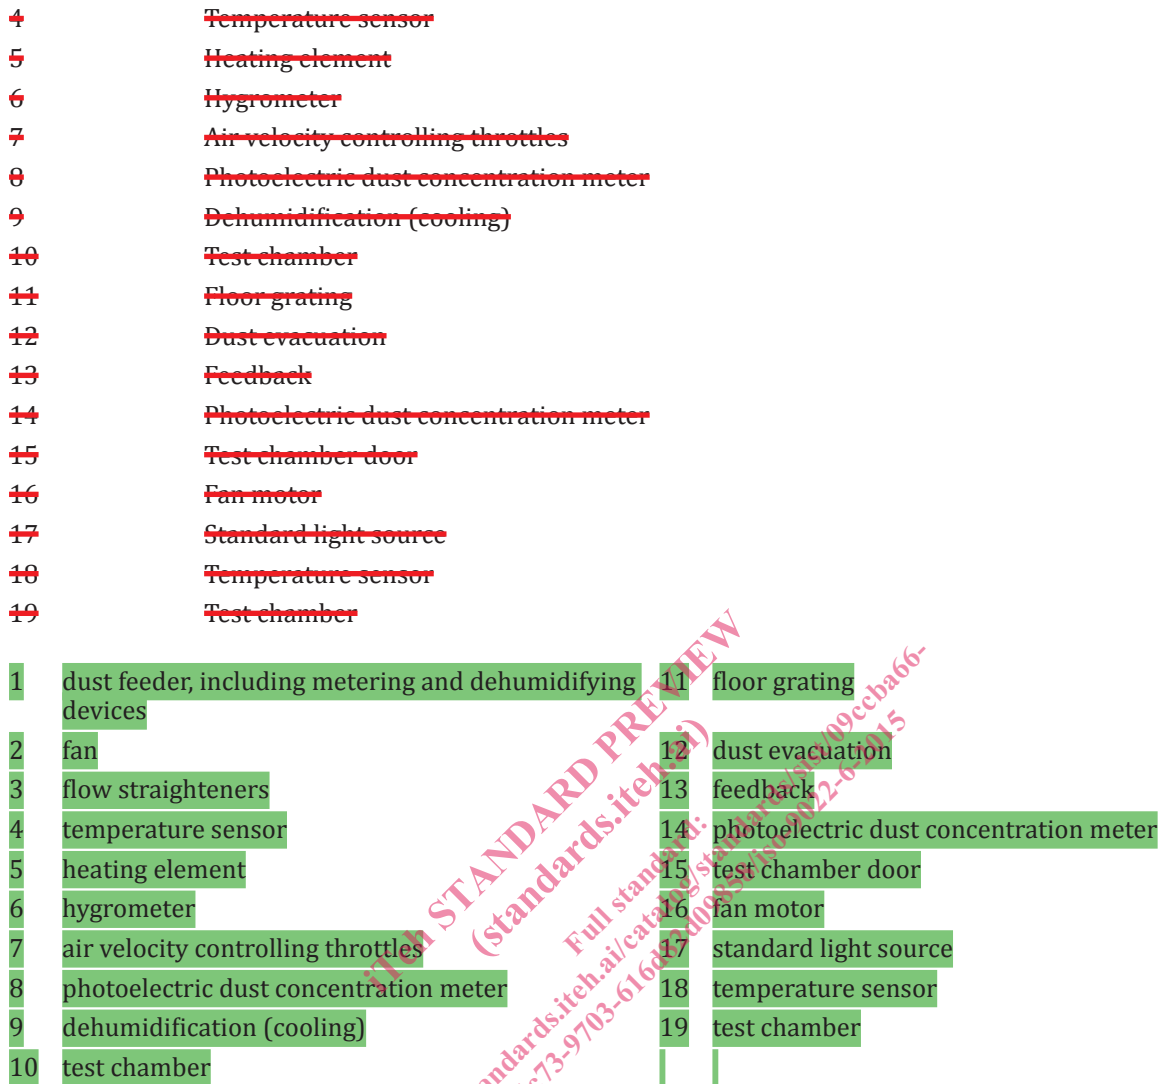 4 Temperature sensor
5 Heating element
6 Hygrometer
7 Air velocity controlling throttles
8 Photoelectric dust concentration meter
9 Dehumidification (cooling)
10 Test chamber
11 Floor grating
12 Dust evacuation
13 Feedback
14 Photoelectric dust concentration meter
15 Test chamber door
16 Fan motor
17 Standard light source
18 Temperature sensor
19 Test chamber
1 dust feeder, including metering and dehumidifying devices
11 floor grating
2 fan
12 dust evacuation
3 flow straighteners
13 feedback
4 temperature sensor
14 photoelectric dust concentration meter
5 heating element
15 test chamber door
6 hygrometer
16 fan motor
7 air velocity controlling throttles
17 standard light source
8 photoelectric dust concentration meter
18 temperature sensor
9 dehumidification (cooling)
19 test chamber
10 test chamber
iTeh STANDARD PREVIEW
(standards.iteh.ai)
Full standard: